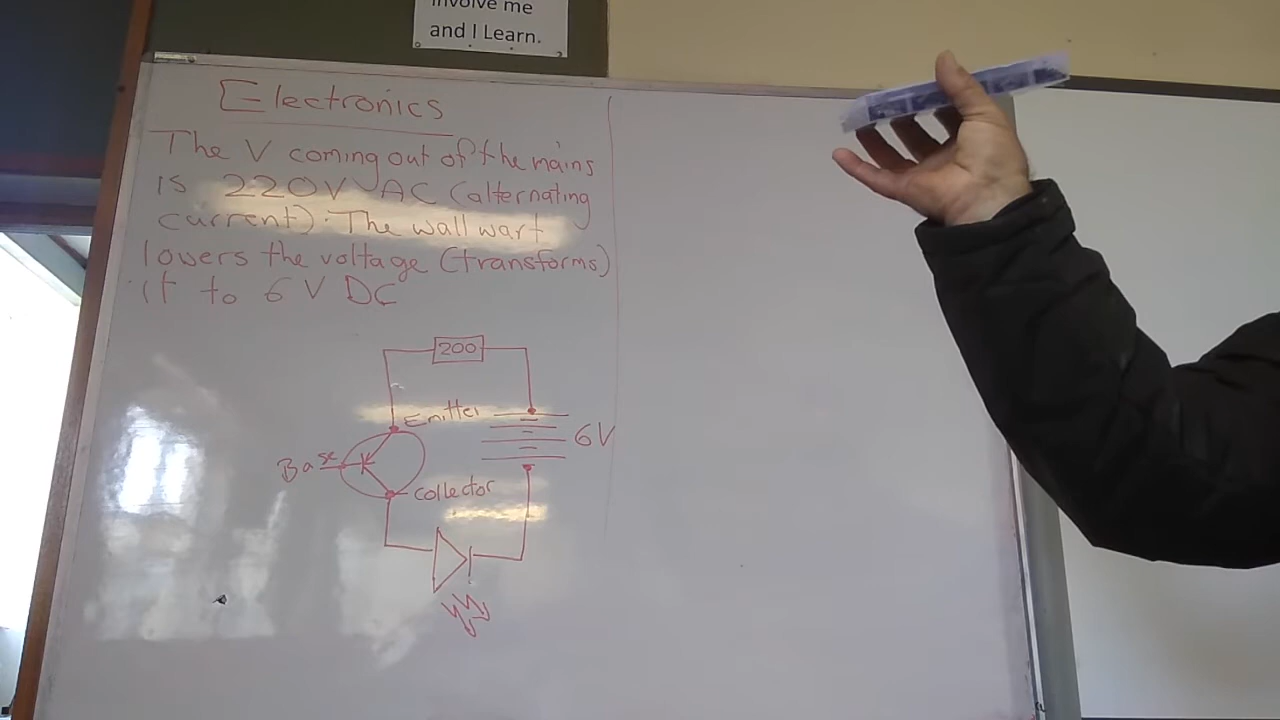 involve me
and I Learn.
Electronics
The V coming out of the mains
is 220V AC (alternating
current). The wall wart
lowers the voltage (transforms)
it to 6 V DC
200
Emitter
6V
Base
collector